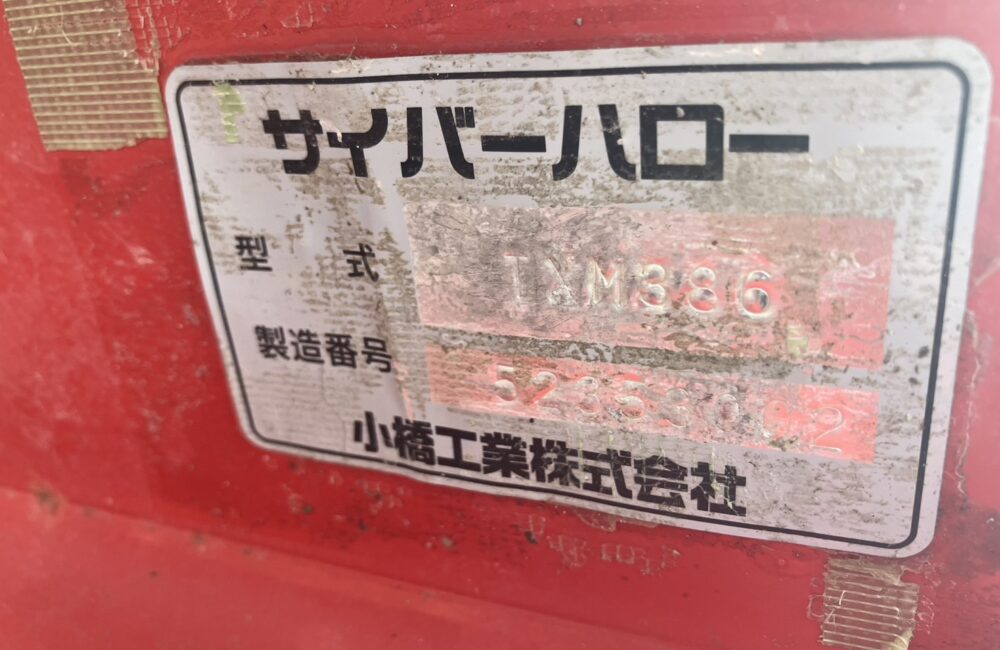 サイバーハロー
型式 TXM386
製造番号
小橋工業株式会社